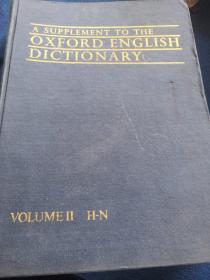 A SUPPLEMENT TO THE
OXFORD ENGLISH
DICTIONARY
VOLUME II H-N